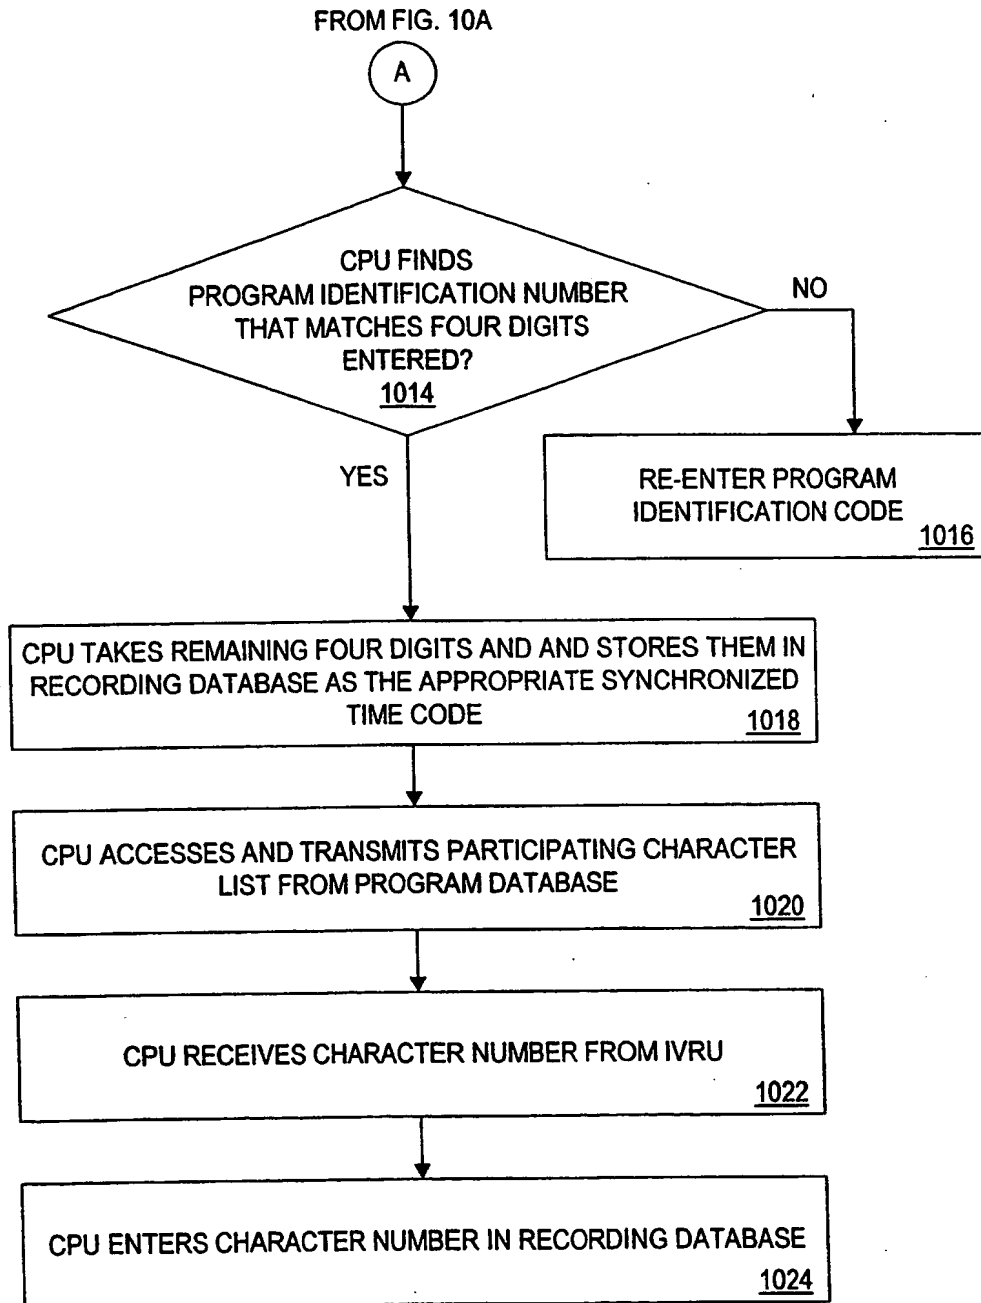 FROM FIG. 10A
A
CPU FINDS
PROGRAM IDENTIFICATION NUMBER
THAT MATCHES FOUR DIGITS
ENTERED?
1014
NO
YES
RE-ENTER PROGRAM
IDENTIFICATION CODE
1016
CPU TAKES REMAINING FOUR DIGITS AND AND STORES THEM IN
RECORDING DATABASE AS THE APPROPRIATE SYNCHRONIZED
TIME CODE
1018
CPU ACCESSES AND TRANSMITS PARTICIPATING CHARACTER
LIST FROM PROGRAM DATABASE
1020
CPU RECEIVES CHARACTER NUMBER FROM IVRU
1022
CPU ENTERS CHARACTER NUMBER IN RECORDING DATABASE
1024